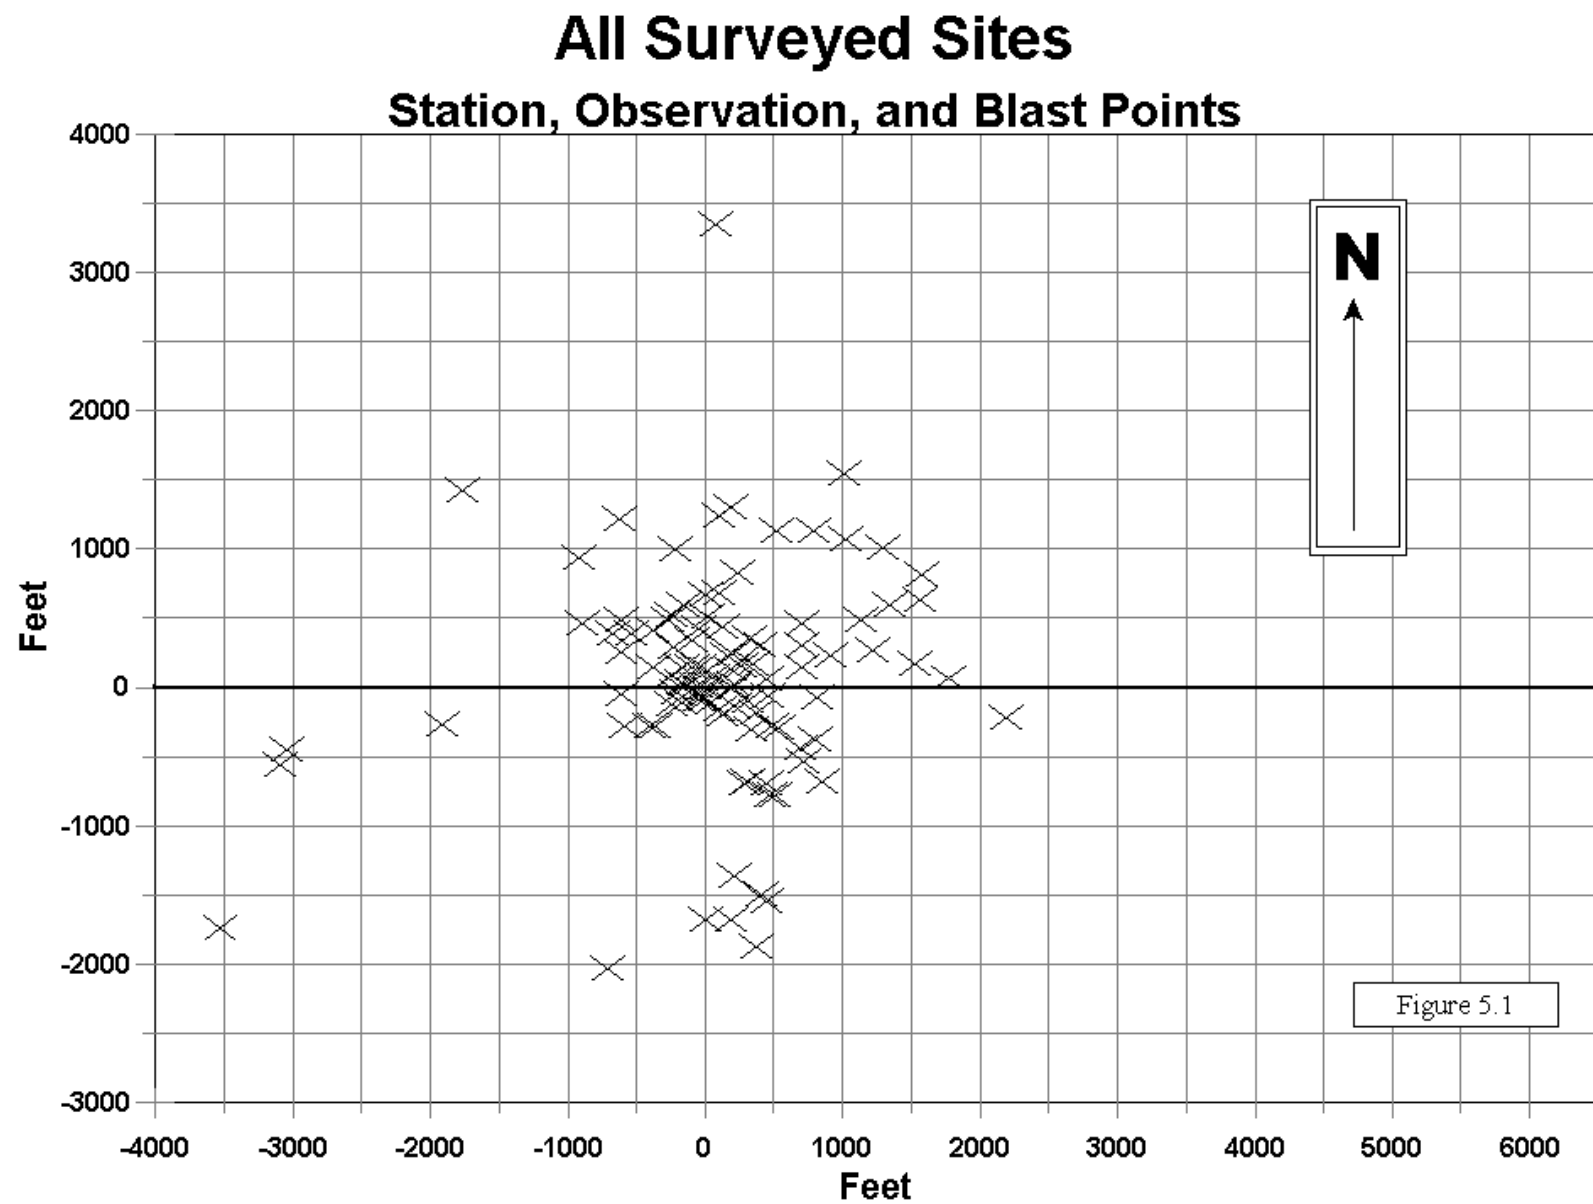 All Surveyed Sites
Station, Observation, and Blast Points
4000
3000
2000
1000
0
-1000
-2000
-3000
Feet
N
Figure 5.1
-4000 -3000 -2000 -1000 0 1000 2000 3000 4000 5000 6000
Feet